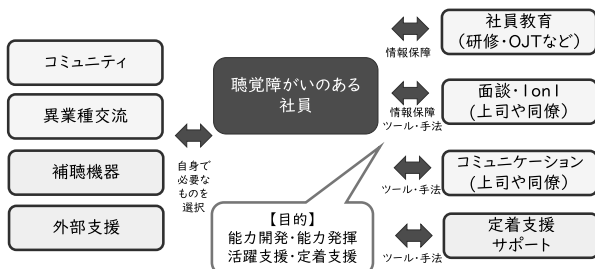 コミュニティ
異業種交流
補聴機器
外部支援
自身で
必要な
ものを
選択
聴覚障がいのある
社員
【目的】
能力開発・能力発揮
活躍支援・定着支援
情報保障
社員教育
(研修・OJTなど)
情報保障
ツール・手法
面談・1on1
(上司や同僚)
ツール・手法
コミュニケーション
(上司や同僚)
ツール・手法
定着支援
サポート